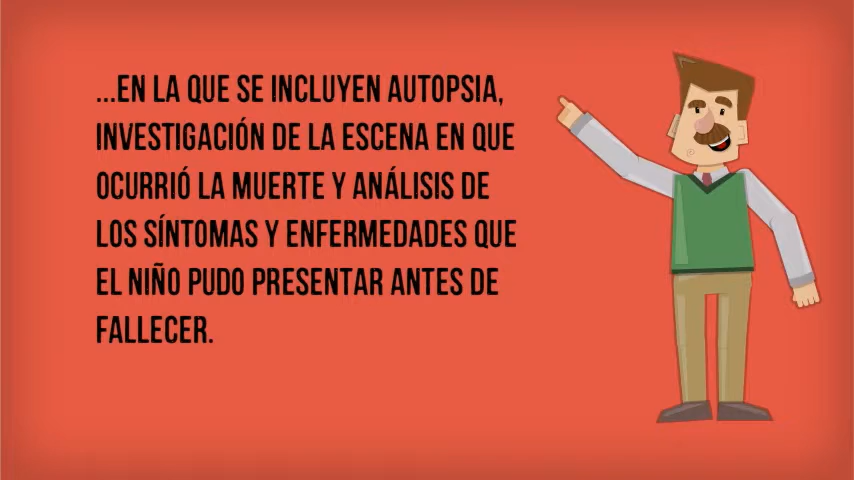 ...EN LA QUE SE INCLUYEN AUTOPSIA,
INVESTIGACIÓN DE LA ESCENA EN QUE
OCURRIÓ LA MUERTE Y ANÁLISIS DE
LOS SÍNTOMAS Y ENFERMEDADES QUE
EL NIÑO PUDO PRESENTAR ANTES DE
FALLECER.